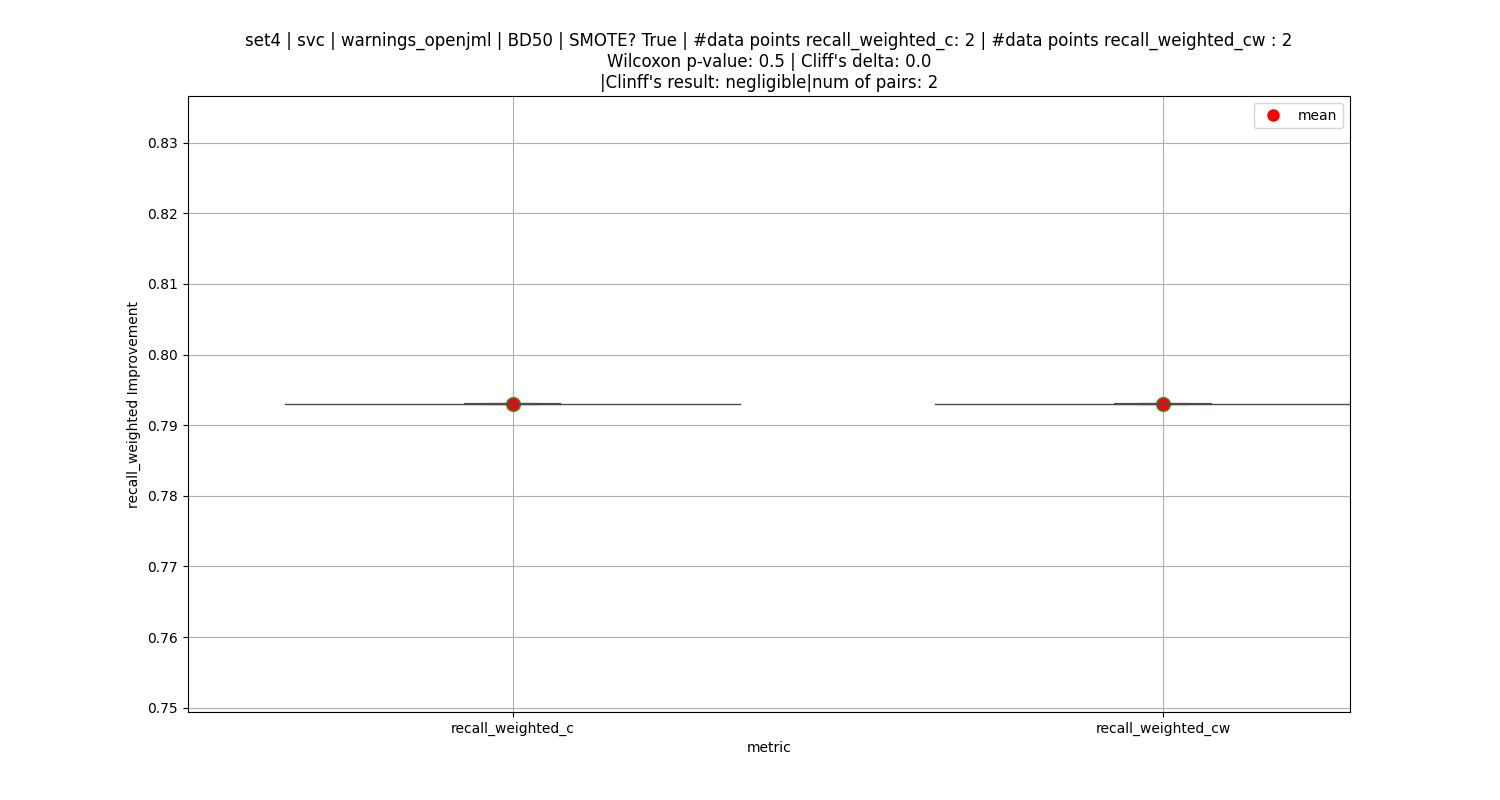 set4 | svc | warnings_openjml | BD50 | SMOTE? True | #data points recall_weighted_c: 2 | #data points recall_weighted_cw : 2
Wilcoxon p-value: 0.5 | Cliff's delta: 0.0
|Clinff's result: negligible|num of pairs: 2
mean
0.83
0.82
0.81
0.80
0.79
0.78
0.77
0.76
0.75
recall_weighted Improvement
recall_weighted_c
recall_weighted_cw
metric